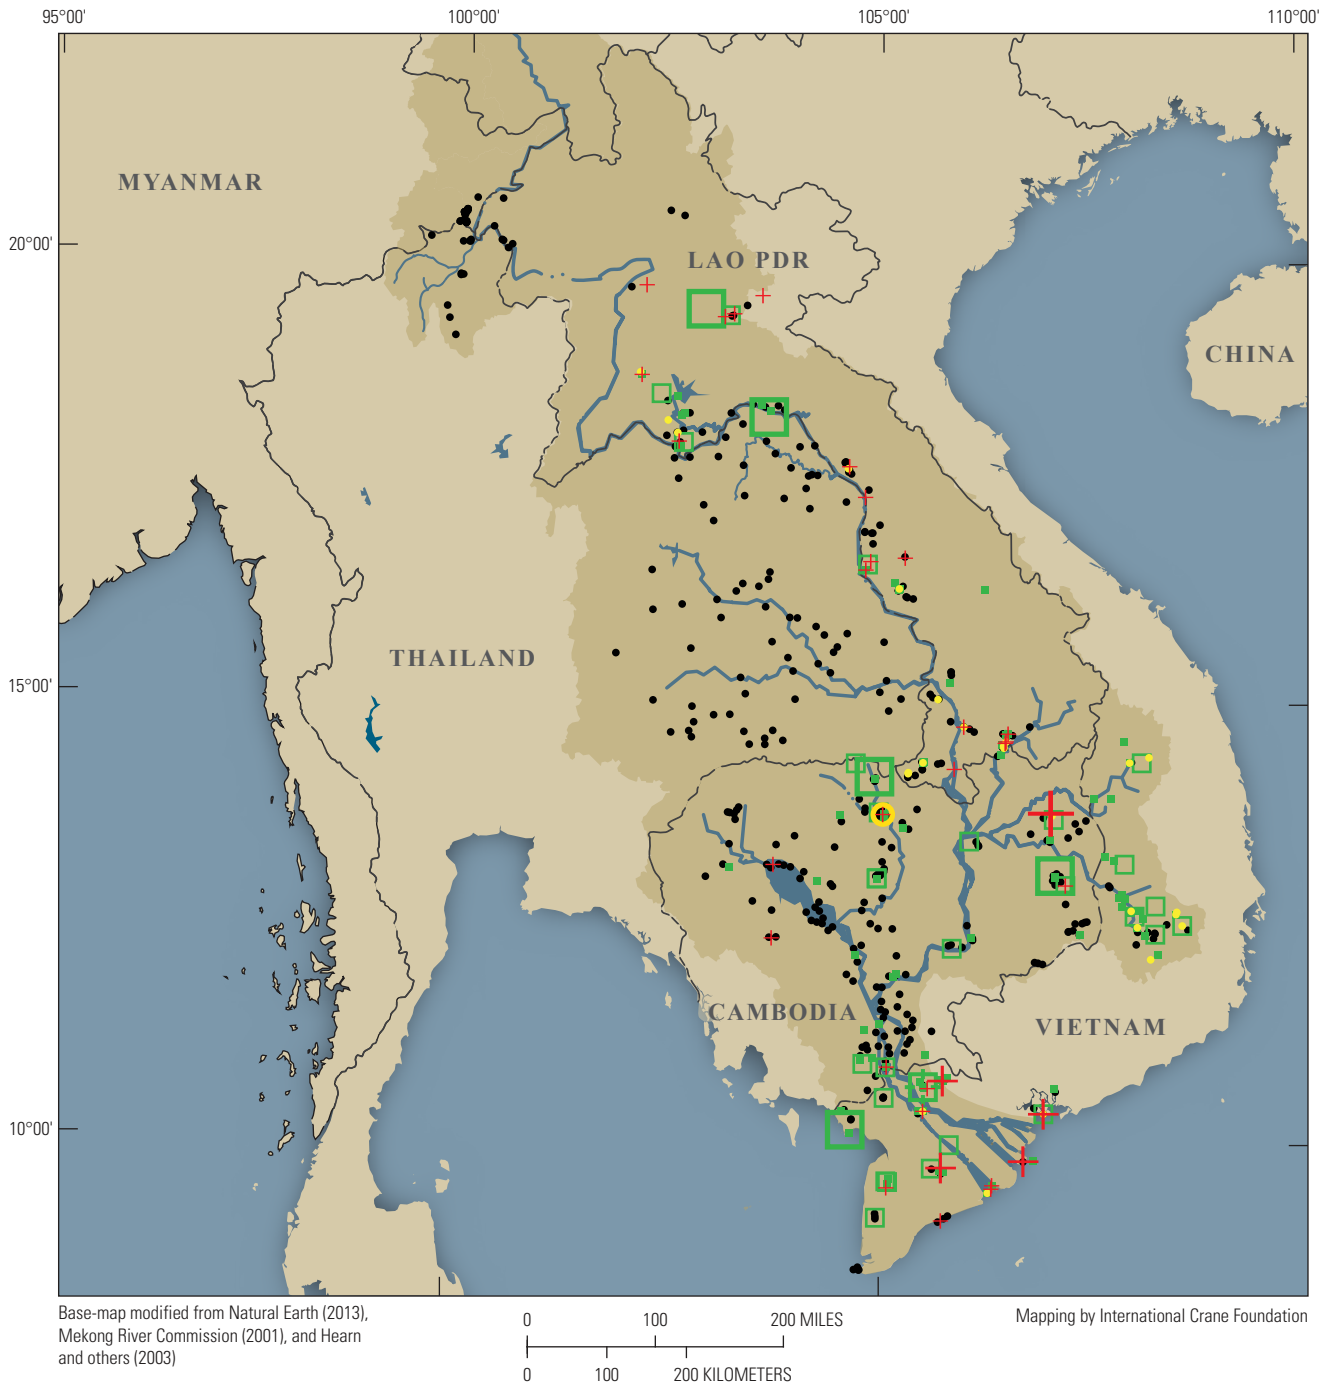 95°00'
100°00'
105°00'
110°00'
MYANMAR
20°00'
LAO PDR
CHINA
THAILAND
15°00'
CAMBODIA
VIETNAM
10°00'
Base-map modified from Natural Earth (2013),
Mekong River Commission (2001), and Hearn
and others (2003)
0 100 200 MILES
0 100 200 KILOMETERS
Mapping by International Crane Foundation